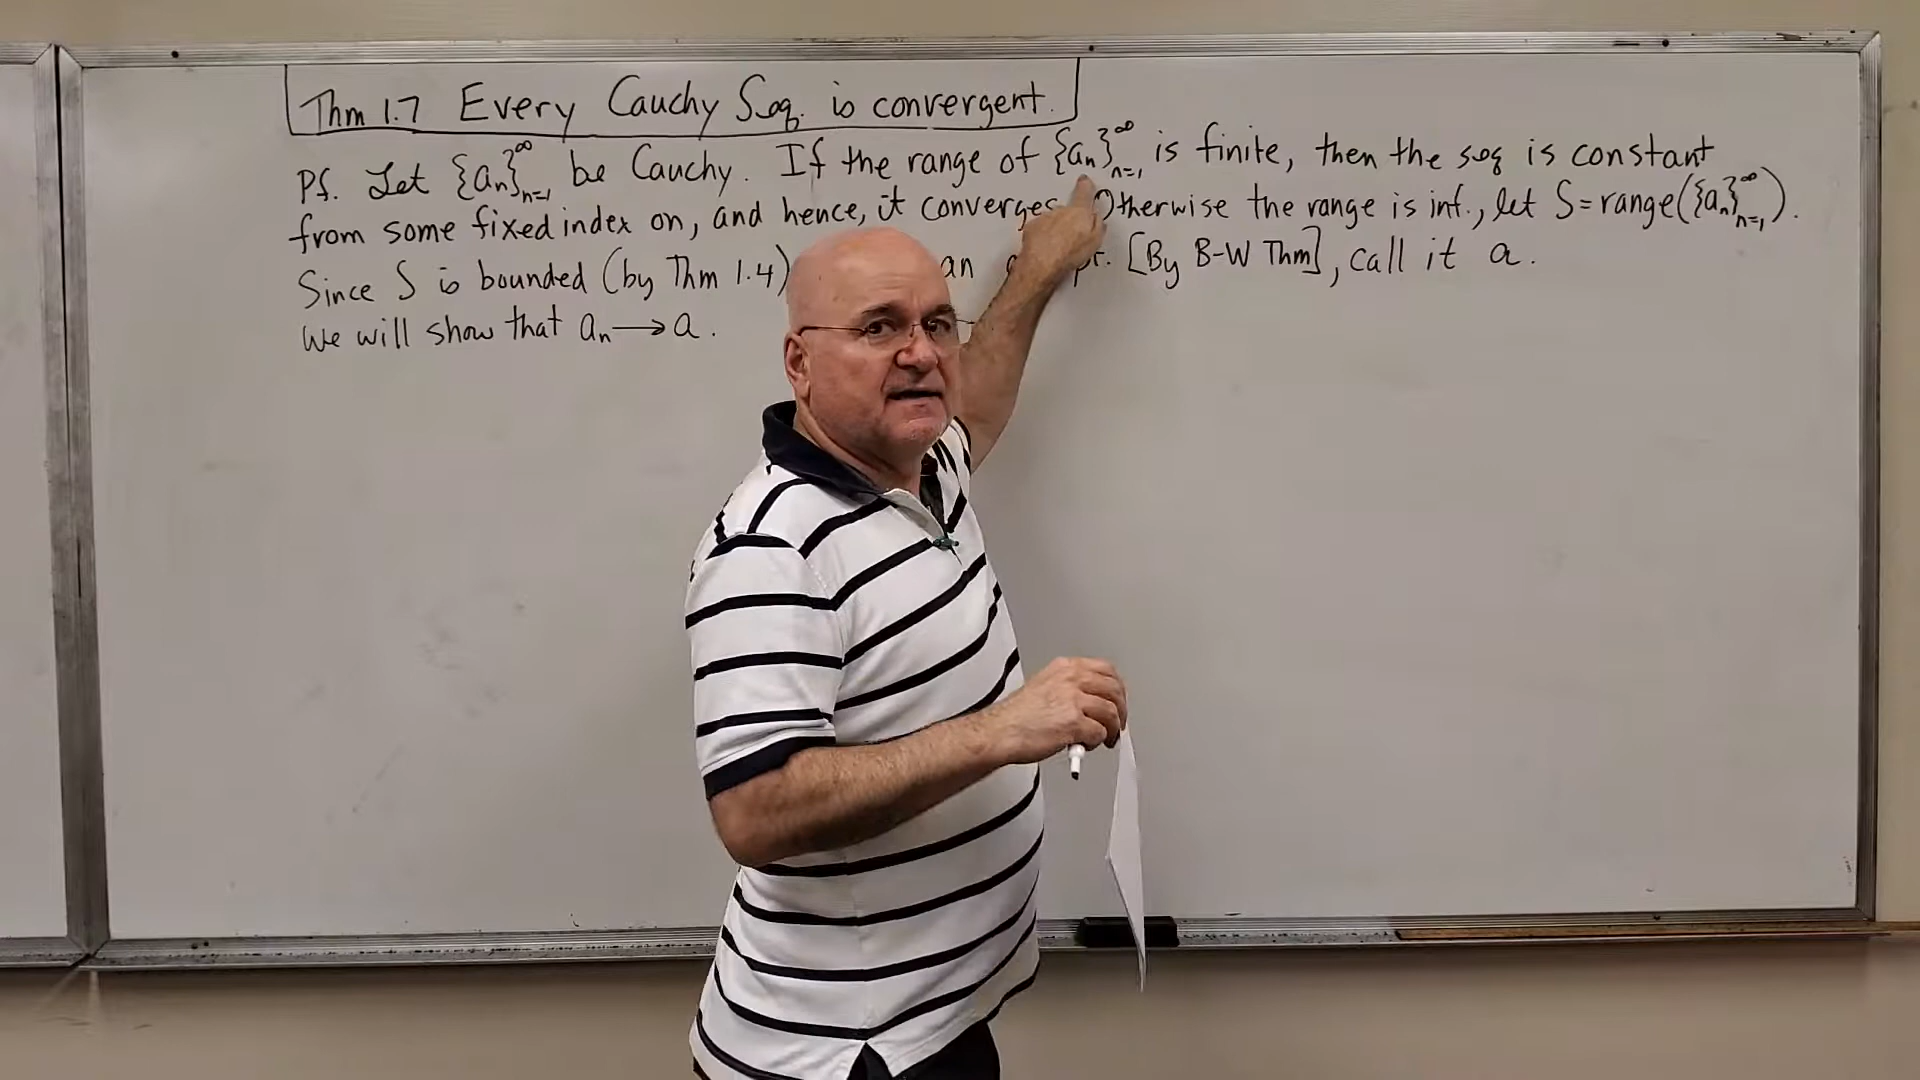 Thm 1.7 Every Cauchy Seq. is convergent.
Pf. Let {aₙ}ₙ₌₁^∞ be Cauchy. If the range of {aₙ}ₙ₌₁^∞ is finite, then the seq is constant
from some fixed index on, and hence, it converges Otherwise the range is inf., let S = range({aₙ}ₙ₌₁^∞).
Since S is bounded (by Thm 1.4) an pt. [By B-W Thm], call it a.
We will show that aₙ → a.